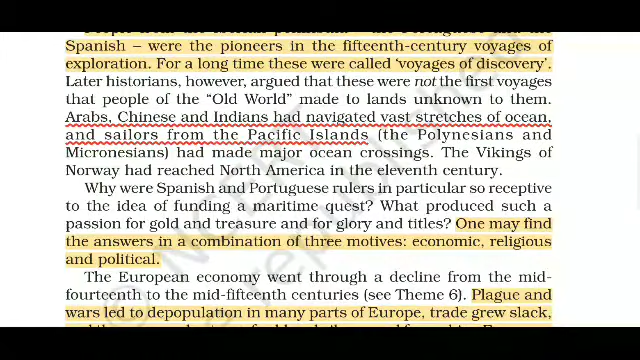 Spanish – were the pioneers in the fifteenth-century voyages of
exploration. For a long time these were called ‘voyages of discovery’.
Later historians, however, argued that these were not the first voyages
that people of the “Old World” made to lands unknown to them.
Arabs, Chinese and Indians had navigated vast stretches of ocean,
and sailors from the Pacific Islands (the Polynesians and
Micronesians) had made major ocean crossings. The Vikings of
Norway had reached North America in the eleventh century.
Why were Spanish and Portuguese rulers in particular so receptive
to the idea of funding a maritime quest? What produced such a
passion for gold and treasure and for glory and titles? One may find
the answers in a combination of three motives: economic, religious
and political.
The European economy went through a decline from the mid-
fourteenth to the mid-fifteenth centuries (see Theme 6). Plague and
wars led to depopulation in many parts of Europe, trade grew slack,